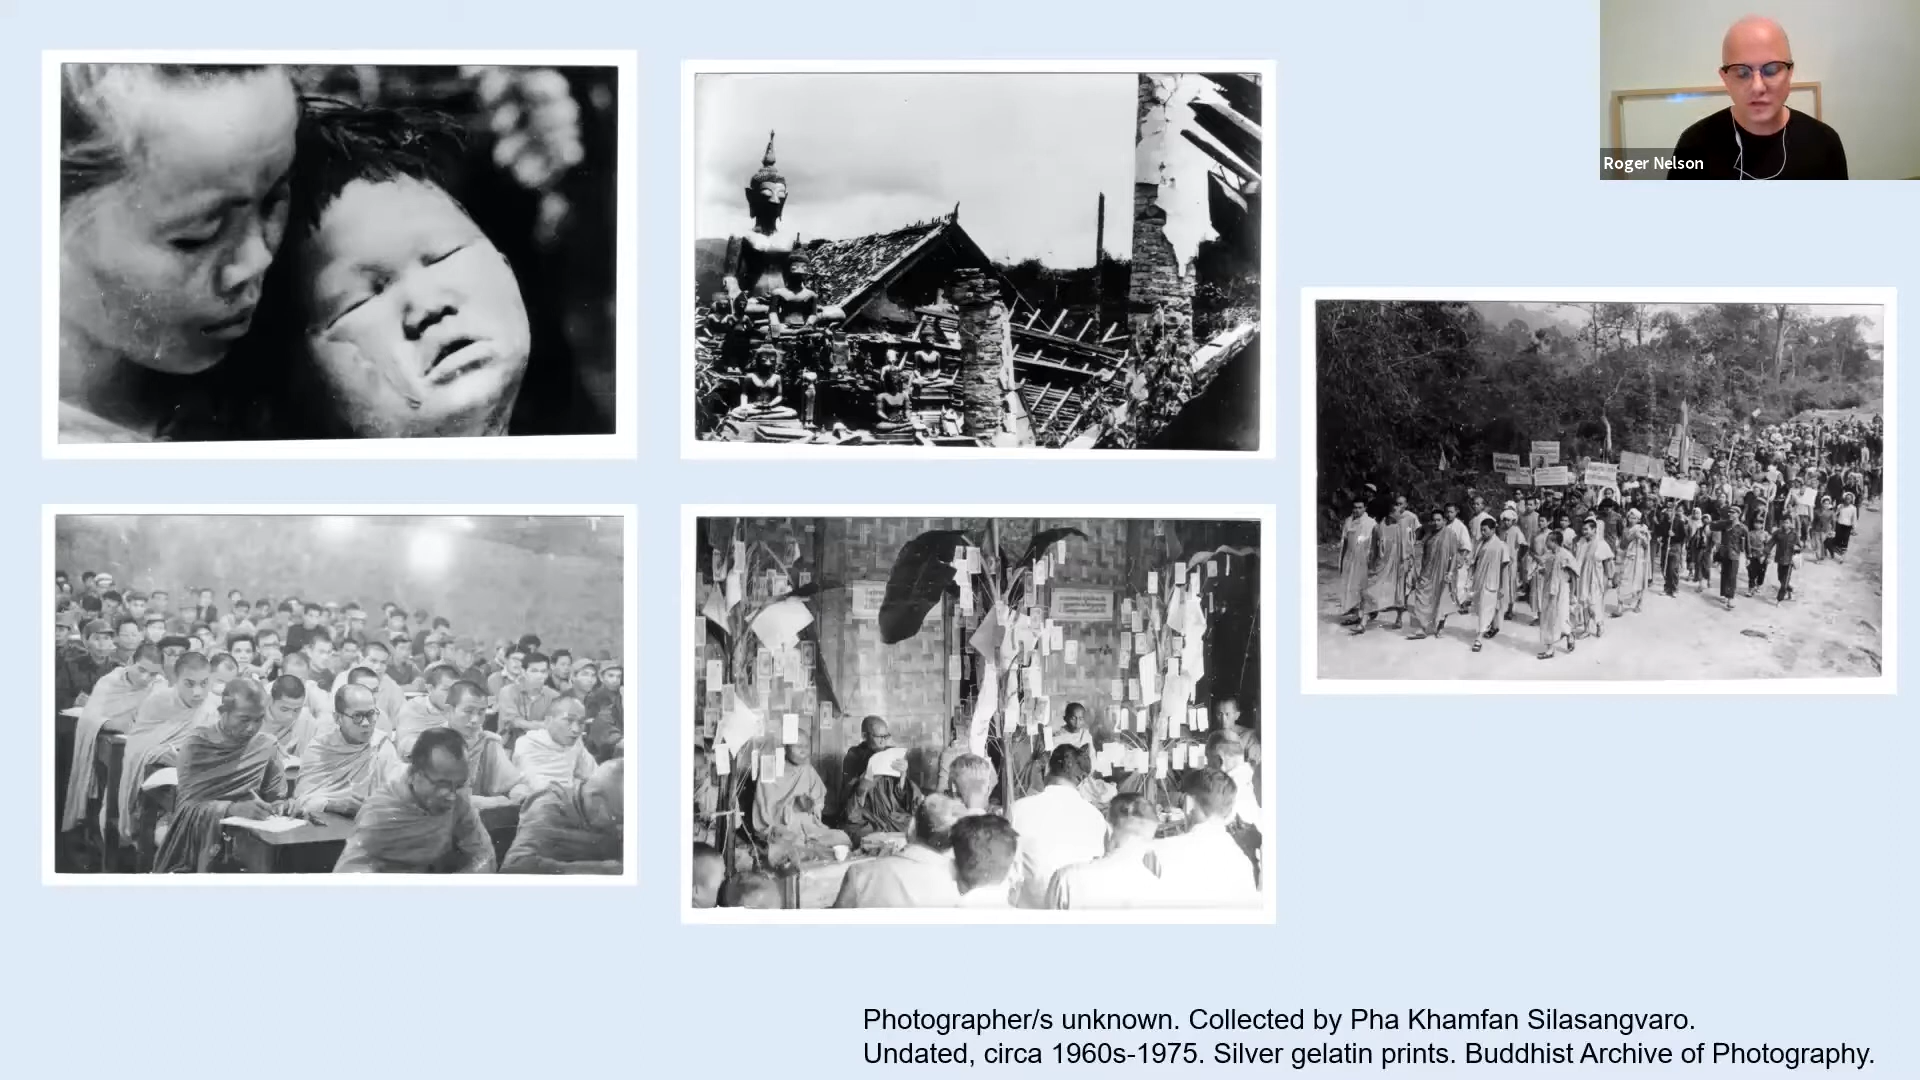 Roger Nelson
Photographer/s unknown. Collected by Pha Khamfan Silasangvaro.
Undated, circa 1960s-1975. Silver gelatin prints. Buddhist Archive of Photography.